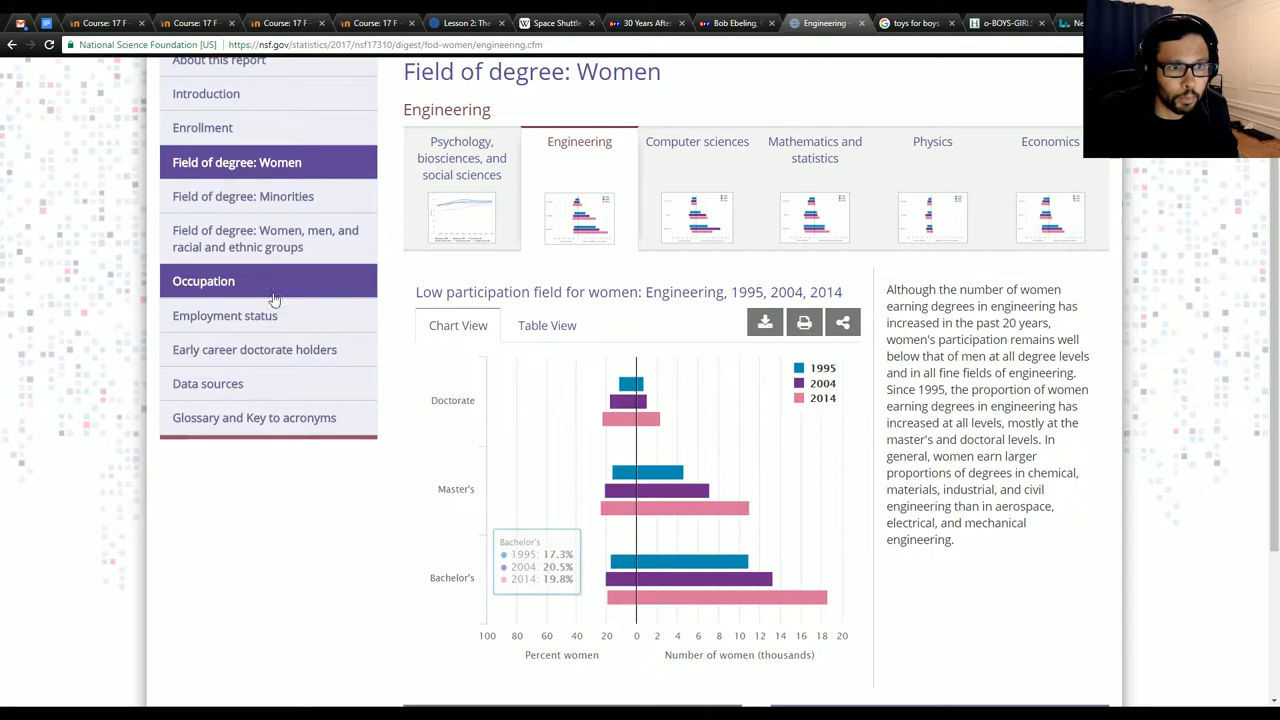 Course: 17 F
Course: 17 F
Course: 17 F
Course: 17 F
Lesson 2: The
Space Shuttle
30 Years After
Bob Ebeling,
Engineering -
toys for boys
o-BOYS-GIRLS
Ne
National Science Foundation [US]
https://nsf.gov/statistics/2017/nsf17310/digest/fod-women/engineering.cfm
About this report
Introduction
Enrollment
Field of degree: Women
Field of degree: Minorities
Field of degree: Women, men, and
racial and ethnic groups
Occupation
Employment status
Early career doctorate holders
Data sources
Glossary and Key to acronyms
Field of degree: Women
Engineering
Psychology,
biosciences, and
social sciences
Engineering
Computer sciences
Mathematics and
statistics
Physics
Economics
Low participation field for women: Engineering, 1995, 2004, 2014
Chart View
Table View
1995
2004
2014
Doctorate
Master's
Bachelor's
Bachelor's
1995: 17.3%
2004: 20.5%
2014: 19.8%
100 80 60 40 20 0 2 4 6 8 10 12 14 16 18 20
Percent women
Number of women (thousands)
Although the number of women
earning degrees in engineering has
increased in the past 20 years,
women's participation remains well
below that of men at all degree levels
and in all fine fields of engineering.
Since 1995, the proportion of women
earning degrees in engineering has
increased at all levels, mostly at the
master's and doctoral levels. In
general, women earn larger
proportions of degrees in chemical,
materials, industrial, and civil
engineering than in aerospace,
electrical, and mechanical
engineering.